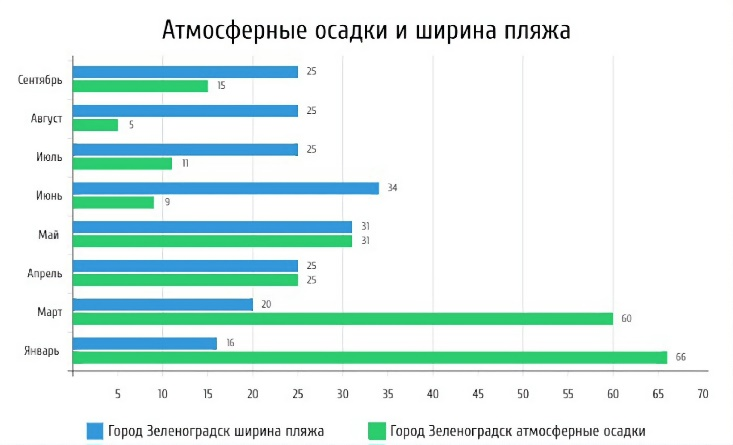 Атмосферные осадки и ширина пляжа
Сентябрь
25
15
Август
25
5
Июль
25
11
Июнь
34
9
Май
31
31
Апрель
25
25
Март
20
60
Январь
16
66
5 10 15 20 25 30 35 40 45 50 55 60 65 70
Город Зеленоградск ширина пляжа
Город Зеленоградск атмосферные осадки